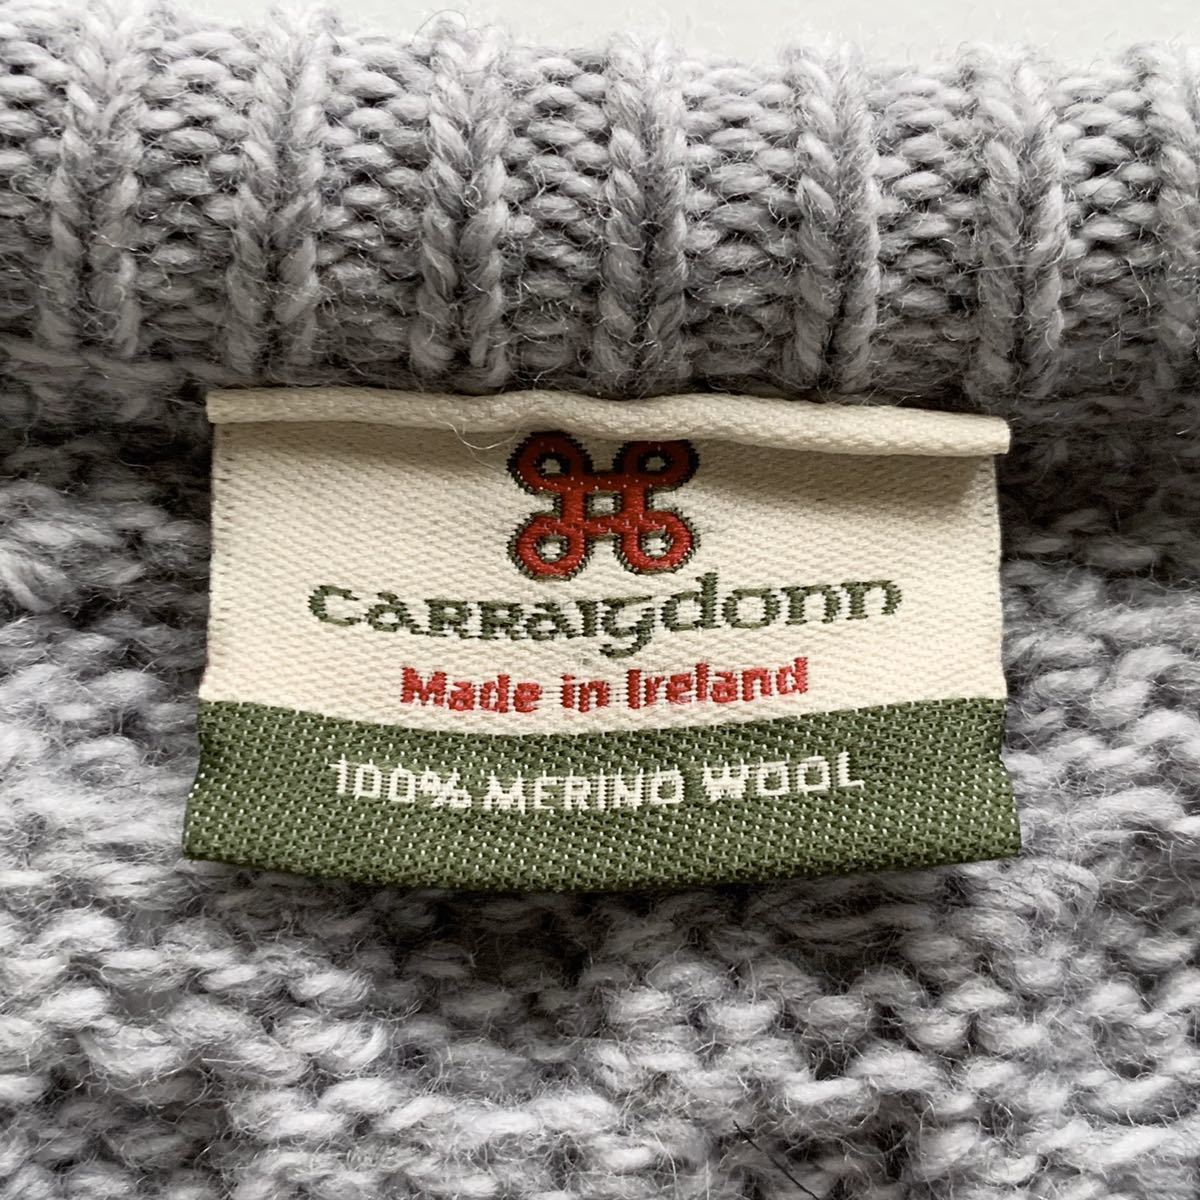 carraigdonn
Made in Ireland
100% MERINO WOOL